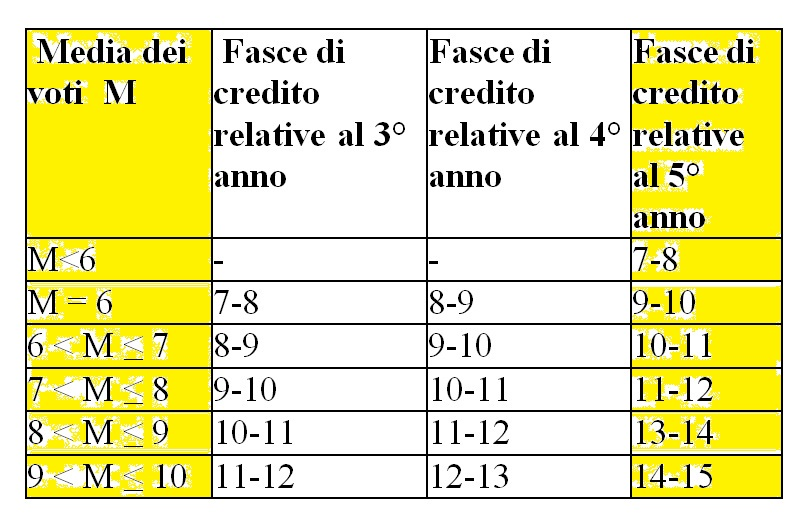 Media dei voti M | Fasce di credito relative al 3° anno | Fasce di credito relative al 4° anno | Fasce di credito relative al 5° anno
M<6 | - | - | 7-8
M = 6 | 7-8 | 8-9 | 9-10
6 < M ≤ 7 | 8-9 | 9-10 | 10-11
7 < M ≤ 8 | 9-10 | 10-11 | 11-12
8 < M ≤ 9 | 10-11 | 11-12 | 13-14
9 < M ≤ 10 | 11-12 | 12-13 | 14-15